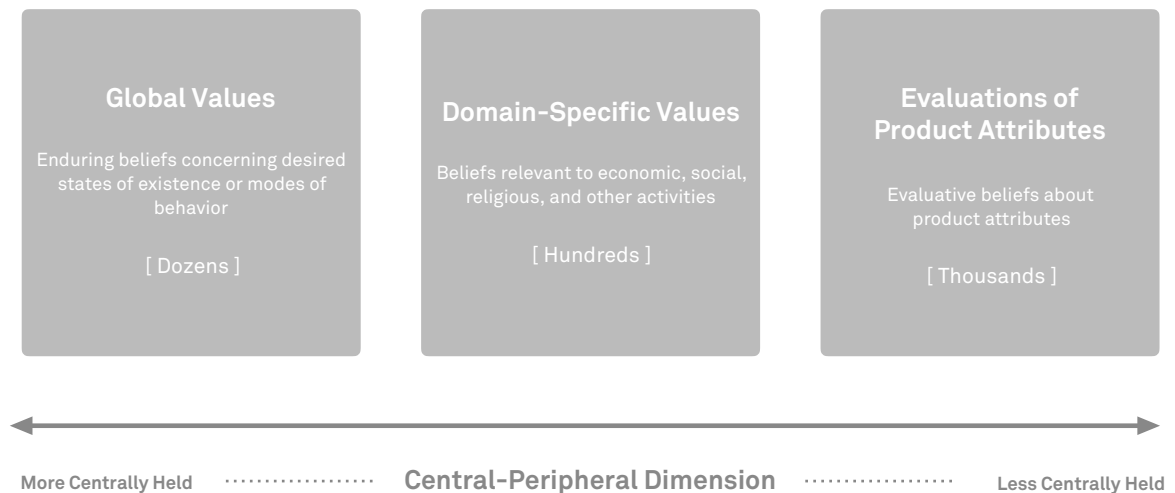 Global Values
Enduring beliefs concerning desired
states of existence or modes of
behavior
[ Dozens ]
Domain-Specific Values
Beliefs relevant to economic, social,
religious, and other activities
[ Hundreds ]
Evaluations of
Product Attributes
Evaluative beliefs about
product attributes
[ Thousands ]
More Centrally Held
Central-Peripheral Dimension
Less Centrally Held